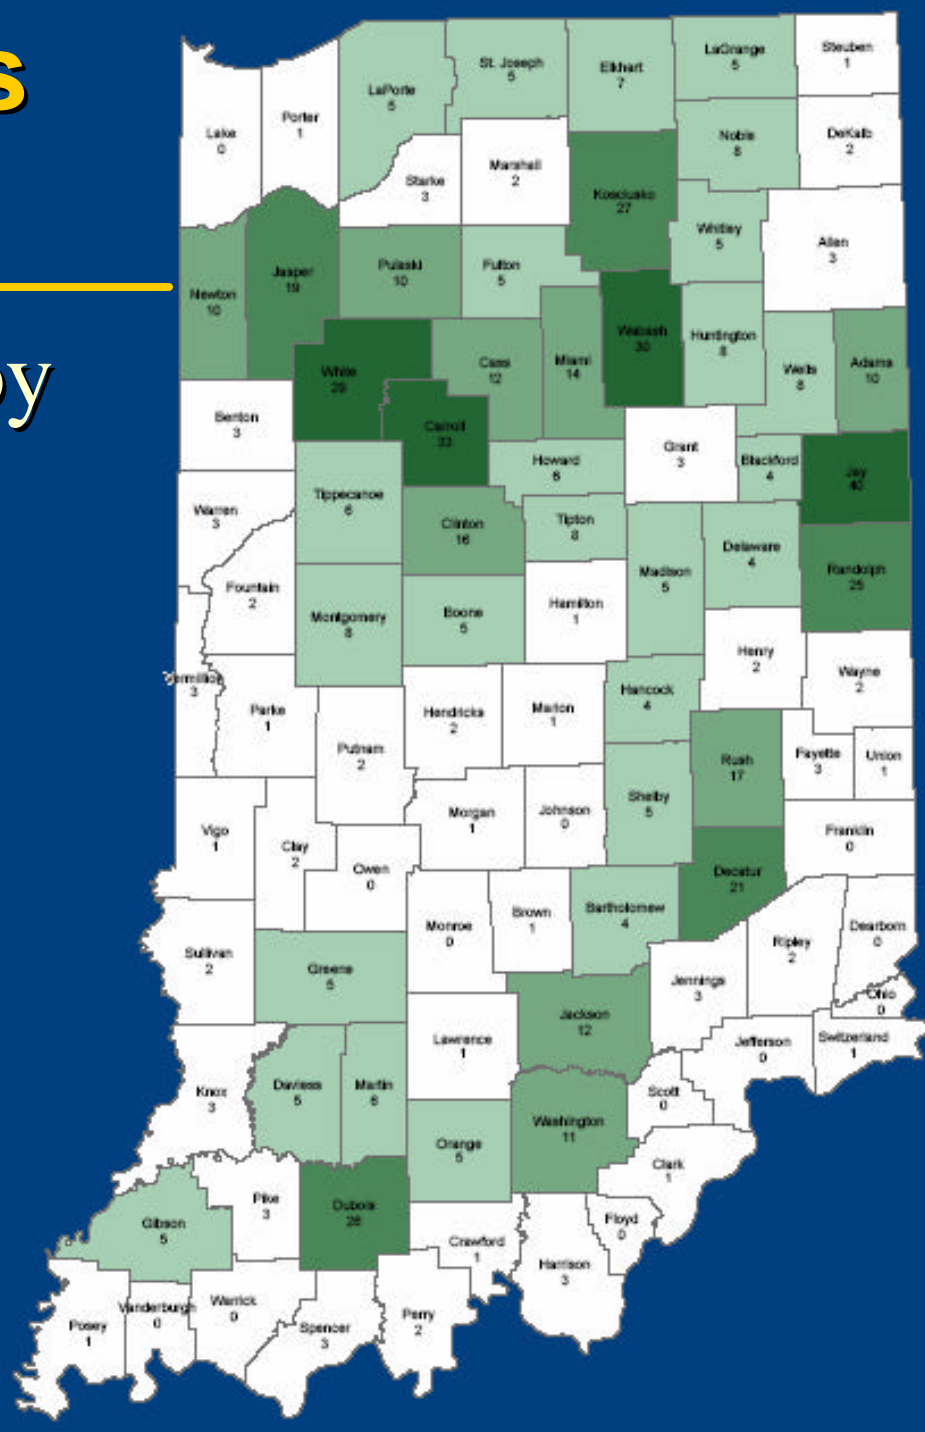 s
by
LaPorte
5
St. Joseph
5
Elkhart
7
LaGrange
5
Steuben
1
Lake
0
Porter
1
Noble
8
DeKalb
2
Starke
3
Marshall
2
Kosciusko
27
Whitley
5
Allen
3
Newton
10
Jasper
19
Pulaski
10
Fulton
5
White
Cass
12
Miami
14
Wabash
30
Huntington
8
Wells
8
Adams
10
Benton
3
Carroll
33
Grant
3
Blackford
4
Jay
40
Howard
6
Tippecanoe
6
Warren
3
Clinton
16
Tipton
8
Madison
5
Delaware
4
Randolph
25
Fountain
2
Montgomery
8
Boone
5
Hamilton
1
Henry
2
Wayne
2
Vermillion
3
Parke
1
Putnam
2
Hendricks
2
Marion
1
Hancock
4
Rush
17
Fayette
3
Union
1
Vigo
1
Clay
2
Owen
0
Morgan
1
Johnson
0
Shelby
5
Decatur
21
Franklin
0
Sullivan
2
Greene
5
Monroe
0
Brown
1
Bartholomew
4
Jennings
3
Ripley
2
Dearborn
0
Ohio
0
Knox
3
Daviess
5
Martin
6
Lawrence
1
Jackson
12
Jefferson
0
Switzerland
1
Scott
0
Washington
11
Orange
5
Clark
1
Gibson
5
Pike
3
Dubois
Crawford
1
Floyd
0
Harrison
3
Posey
1
Vanderburgh
0
Warrick
0
Spencer
3
Perry
2